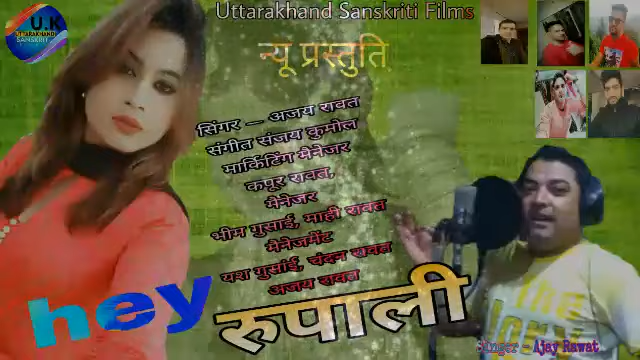 U.K
UTTARAKHAND
SANSKRITI
Uttarakhand Sanskriti Films
न्यू प्रस्तुति
सिंगर – अजय रावत
संगीत संजय कुमोल
मार्किटिंग मैनेजर
कपूर रावत,
मैनेजर
भीम गुसाई, माही रावत
मैनेजमेंट
यश गुसांई, चंदन रावत
अजय रावत
hey रुपाली
the
Singer - Ajay Rawat